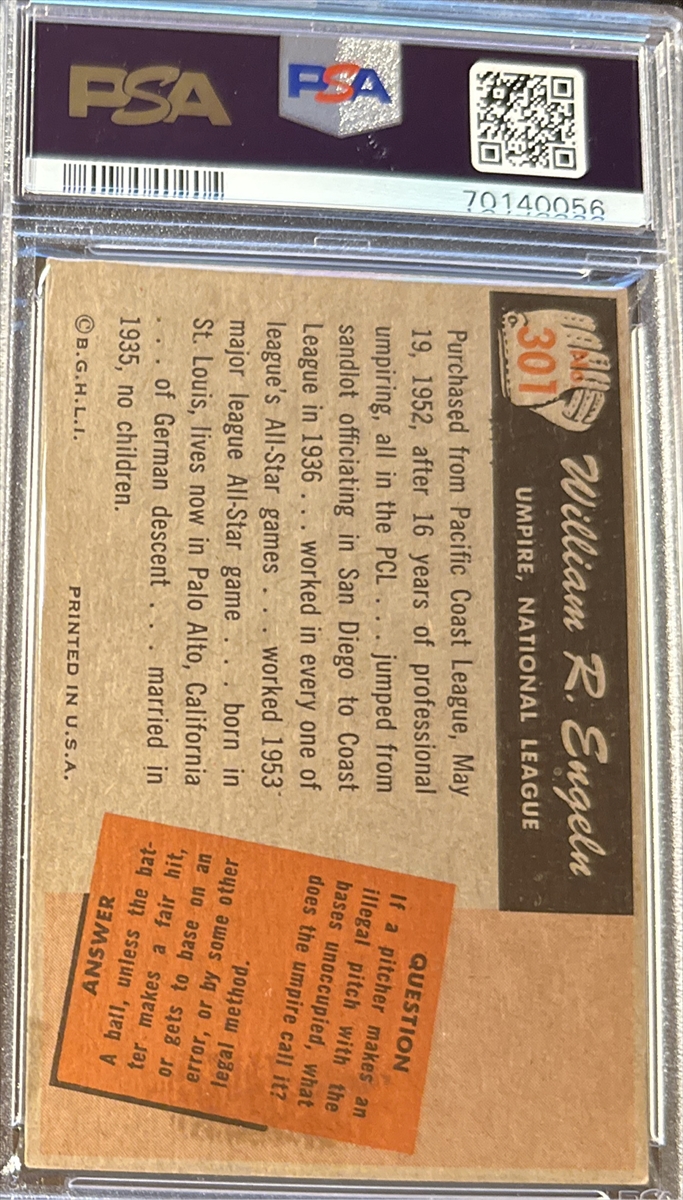 PSA
PSA
70140056
No
301
William R. Engeln
UMPIRE, NATIONAL LEAGUE
Purchased from Pacific Coast League, May
19, 1952, after 16 years of professional
umpiring, all in the PCL . . . jumped from
sandlot officiating in San Diego to Coast
League in 1936 . . . worked in every one of
league's All-Star games . . . worked 1953
major league All-Star game . . . born in
St. Louis, lives now in Palo Alto, California
. . . of German descent . . . married in
1935, no children.
©B.G.H.L.I.
PRINTED IN U.S.A.
QUESTION
If a pitcher makes an
illegal pitch with the
bases unoccupied, what
does the umpire call it?
ANSWER
A ball, unless the bat-
ter makes a fair hit,
or gets to base on an
error, or by some other
legal method.